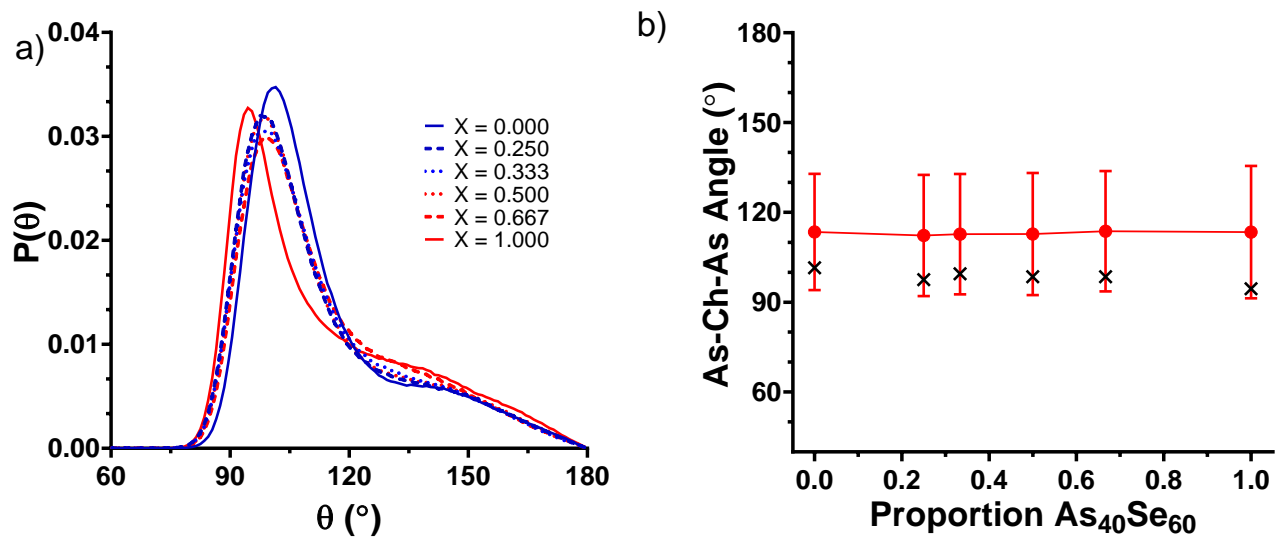 a)
0.04
0.03
0.02
0.01
0.00
P(θ)
60
90
120
150
180
θ (°)
X = 0.000
X = 0.250
X = 0.333
X = 0.500
X = 0.667
X = 1.000
b)
180
150
120
90
60
As-Ch-As Angle (°)
0.0
0.2
0.4
0.6
0.8
1.0
Proportion As₄₀Se₆₀